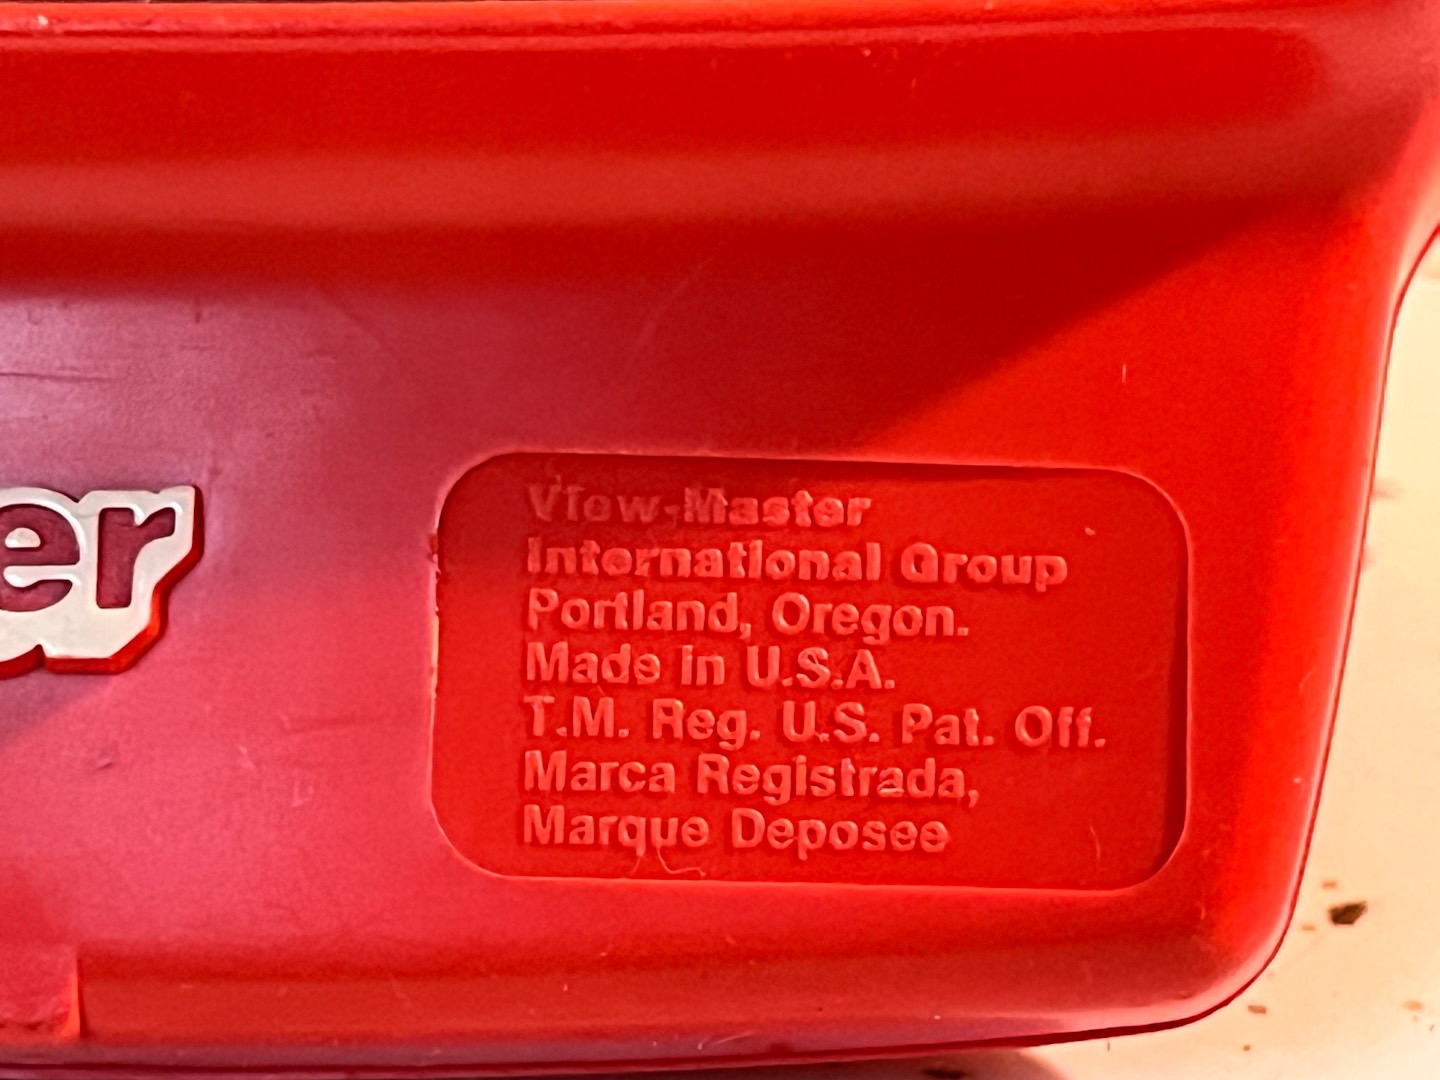 er
View-Master
International Group
Portland, Oregon.
Made in U.S.A.
T.M. Reg. U.S. Pat. Off.
Marca Registrada,
Marque Deposee